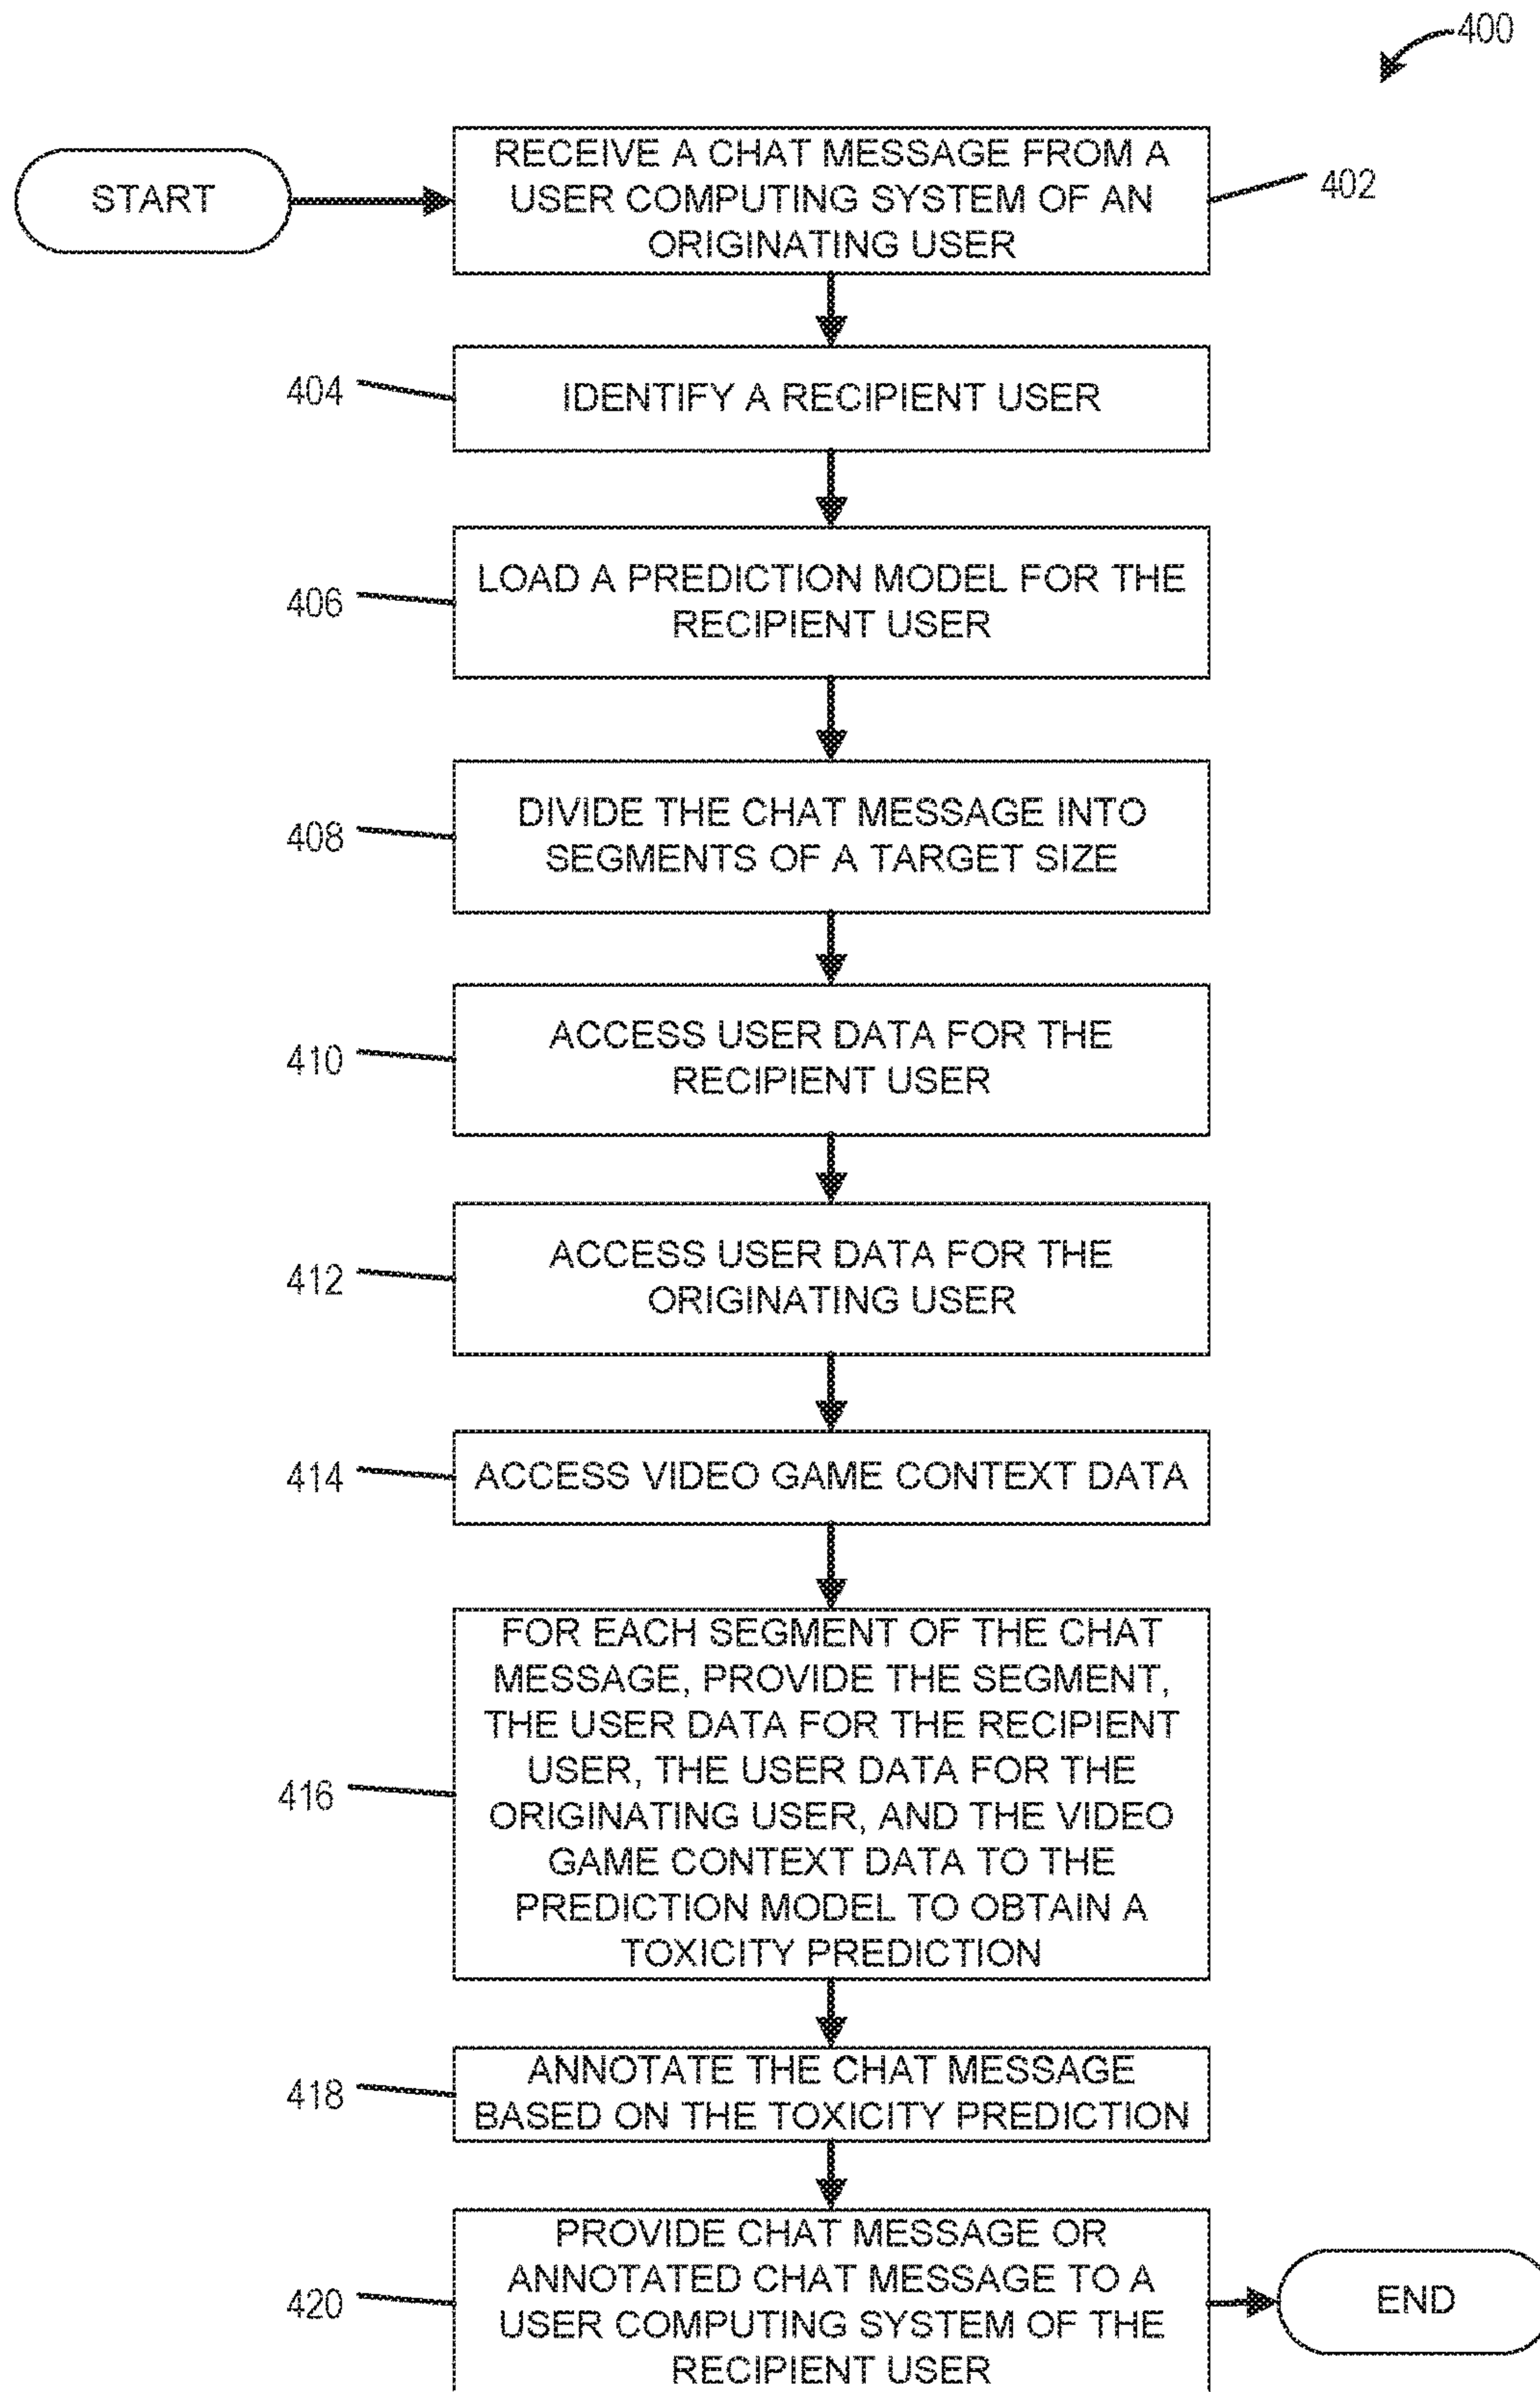 400
START
RECEIVE A CHAT MESSAGE FROM A
USER COMPUTING SYSTEM OF AN
ORIGINATING USER
402
404
IDENTIFY A RECIPIENT USER
406
LOAD A PREDICTION MODEL FOR THE
RECIPIENT USER
408
DIVIDE THE CHAT MESSAGE INTO
SEGMENTS OF A TARGET SIZE
410
ACCESS USER DATA FOR THE
RECIPIENT USER
412
ACCESS USER DATA FOR THE
ORIGINATING USER
414
ACCESS VIDEO GAME CONTEXT DATA
416
FOR EACH SEGMENT OF THE CHAT
MESSAGE, PROVIDE THE SEGMENT,
THE USER DATA FOR THE RECIPIENT
USER, THE USER DATA FOR THE
ORIGINATING USER, AND THE VIDEO
GAME CONTEXT DATA TO THE
PREDICTION MODEL TO OBTAIN A
TOXICITY PREDICTION
418
ANNOTATE THE CHAT MESSAGE
BASED ON THE TOXICITY PREDICTION
420
PROVIDE CHAT MESSAGE OR
ANNOTATED CHAT MESSAGE TO A
USER COMPUTING SYSTEM OF THE
RECIPIENT USER
END